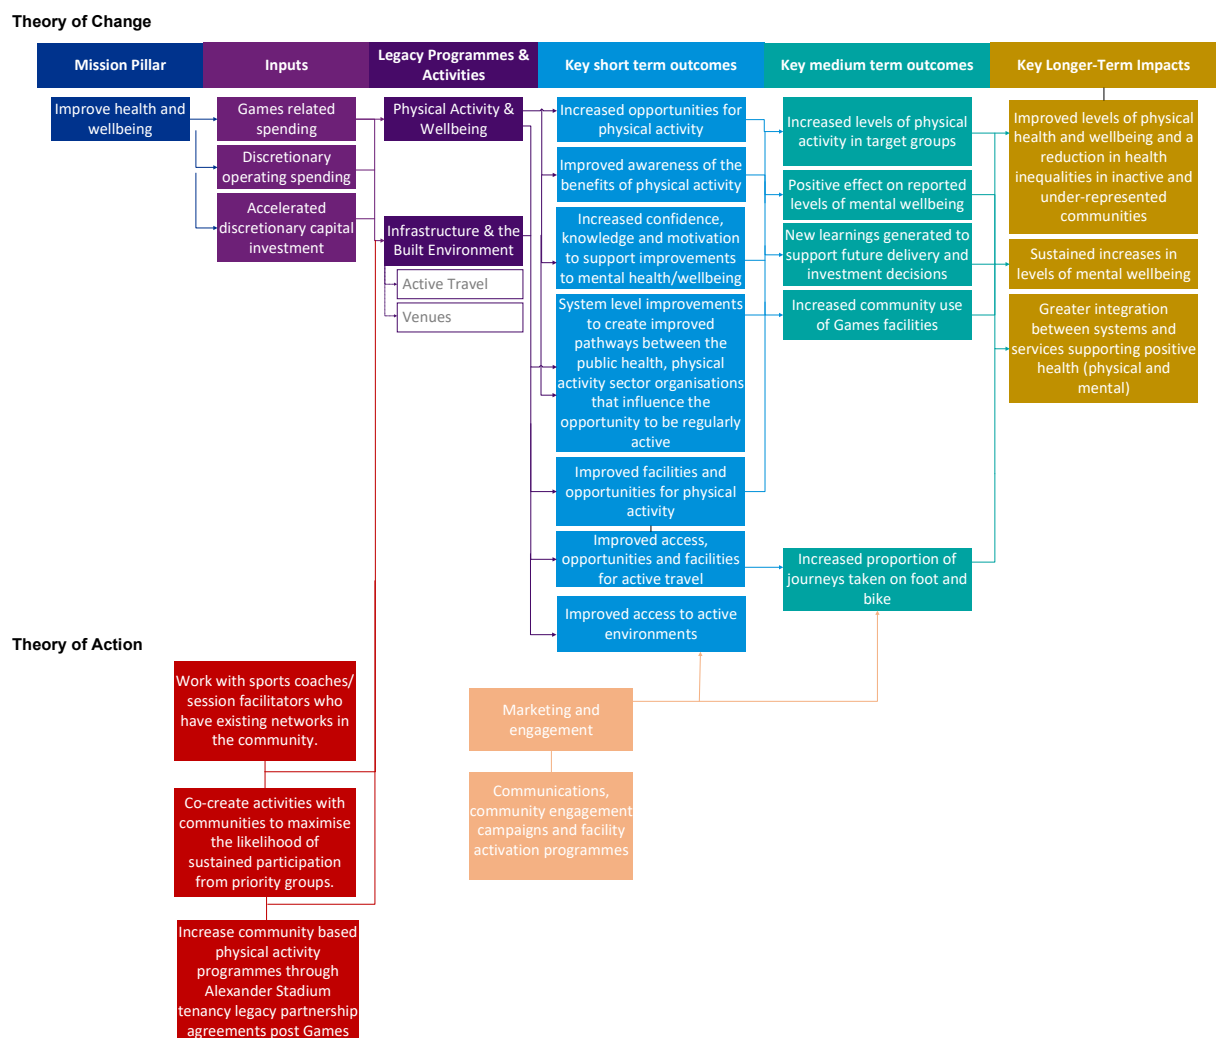 Theory of Change
Mission Pillar
Inputs
Legacy Programmes &
Activities
Key short term outcomes
Key medium term outcomes
Key Longer-Term Impacts
Improve health and
wellbeing
Games related
spending
Discretionary
operating spending
Accelerated
discretionary capital
investment
Physical Activity &
Wellbeing
Infrastructure & the
Built Environment
Active Travel
Venues
Increased opportunities for
physical activity
Improved awareness of the
benefits of physical activity
Increased confidence,
knowledge and motivation
to support improvements
to mental health/wellbeing
System level improvements
to create improved
pathways between the
public health, physical
activity sector organisations
that influence the
opportunity to be regularly
active
Improved facilities and
opportunities for physical
activity
Improved access,
opportunities and facilities
for active travel
Improved access to active
environments
Increased levels of physical
activity in target groups
Positive effect on reported
levels of mental wellbeing
New learnings generated to
support future delivery and
investment decisions
Increased community use
of Games facilities
Increased proportion of
journeys taken on foot and
bike
Improved levels of physical
health and wellbeing and a
reduction in health
inequalities in inactive and
under-represented
communities
Sustained increases in
levels of mental wellbeing
Greater integration
between systems and
services supporting positive
health (physical and
mental)
Theory of Action
Work with sports coaches/
session facilitators who
have existing networks in
the community.
Co-create activities with
communities to maximise
the likelihood of
sustained participation
from priority groups.
Increase community based
physical activity
programmes through
Alexander Stadium
tenancy legacy partnership
agreements post Games
Marketing and
engagement
Communications,
community engagement
campaigns and facility
activation programmes